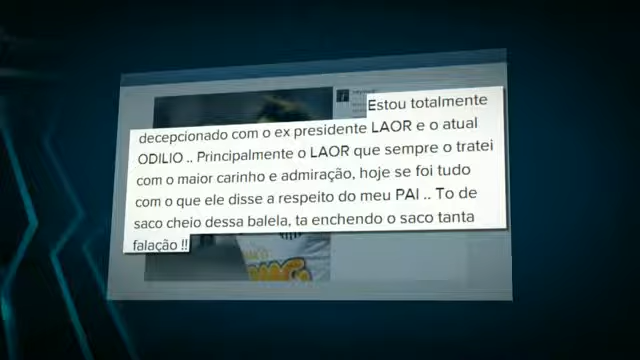 Estou totalmente
decepcionado com o ex presidente LAOR e o atual
ODILIO .. Principalmente o LAOR que sempre o tratei
com o maior carinho e admiração, hoje se foi tudo
com o que ele disse a respeito do meu PAI .. To de
saco cheio dessa balela, ta enchendo o saco tanta
falação !!